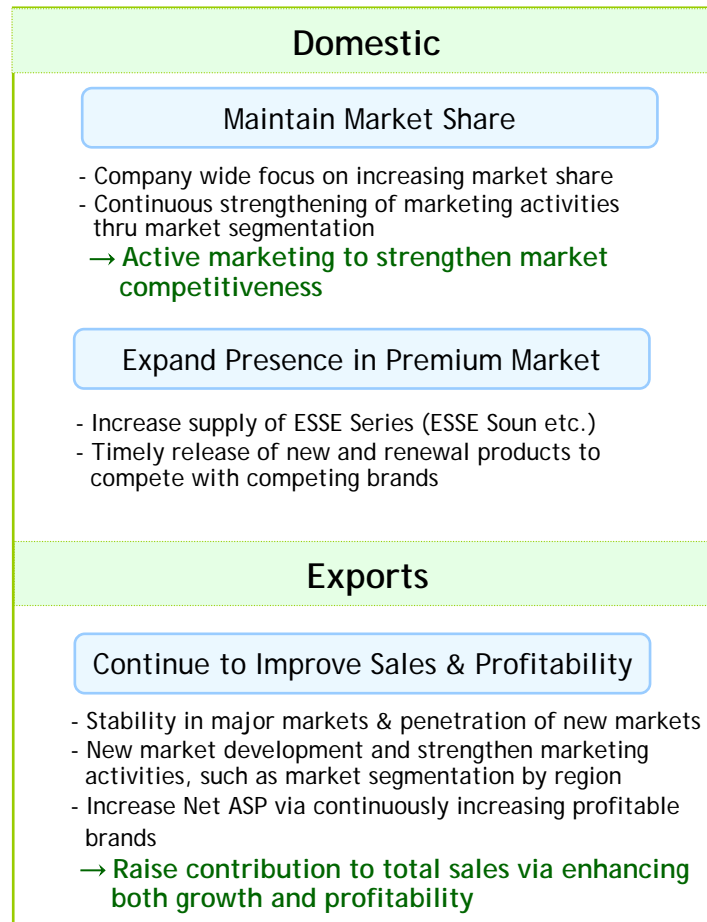 Domestic
Maintain Market Share
- Company wide focus on increasing market share
- Continuous strengthening of marketing activities
thru market segmentation
→ Active marketing to strengthen market
competitiveness
Expand Presence in Premium Market
- Increase supply of ESSE Series (ESSE Soun etc.)
- Timely release of new and renewal products to
compete with competing brands
Exports
Continue to Improve Sales & Profitability
- Stability in major markets & penetration of new markets
- New market development and strengthen marketing
activities, such as market segmentation by region
- Increase Net ASP via continuously increasing profitable
brands
→ Raise contribution to total sales via enhancing
both growth and profitability